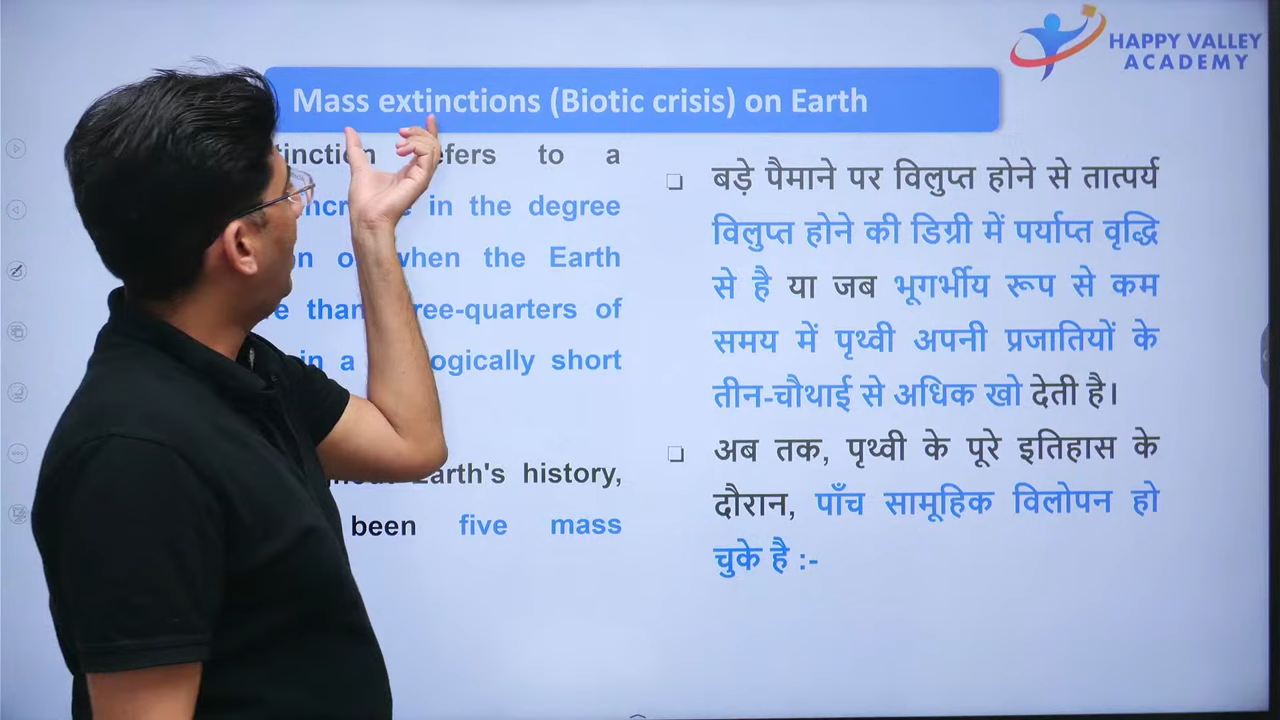 HAPPY VALLEY
ACADEMY
Mass extinctions (Biotic crisis) on Earth
to a
in the degree
when the Earth
than of
in a short
Earth's history,
been five mass
❑ बड़े पैमाने पर विलुप्त होने से तात्पर्य
विलुप्त होने की डिग्री में पर्याप्त वृद्धि
से है या जब भूगर्भीय रूप से कम
समय में पृथ्वी अपनी प्रजातियों के
तीन-चौथाई से अधिक खो देती है।
❑ अब तक, पृथ्वी के पूरे इतिहास के
दौरान, पाँच सामूहिक विलोपन हो
चुके है :-